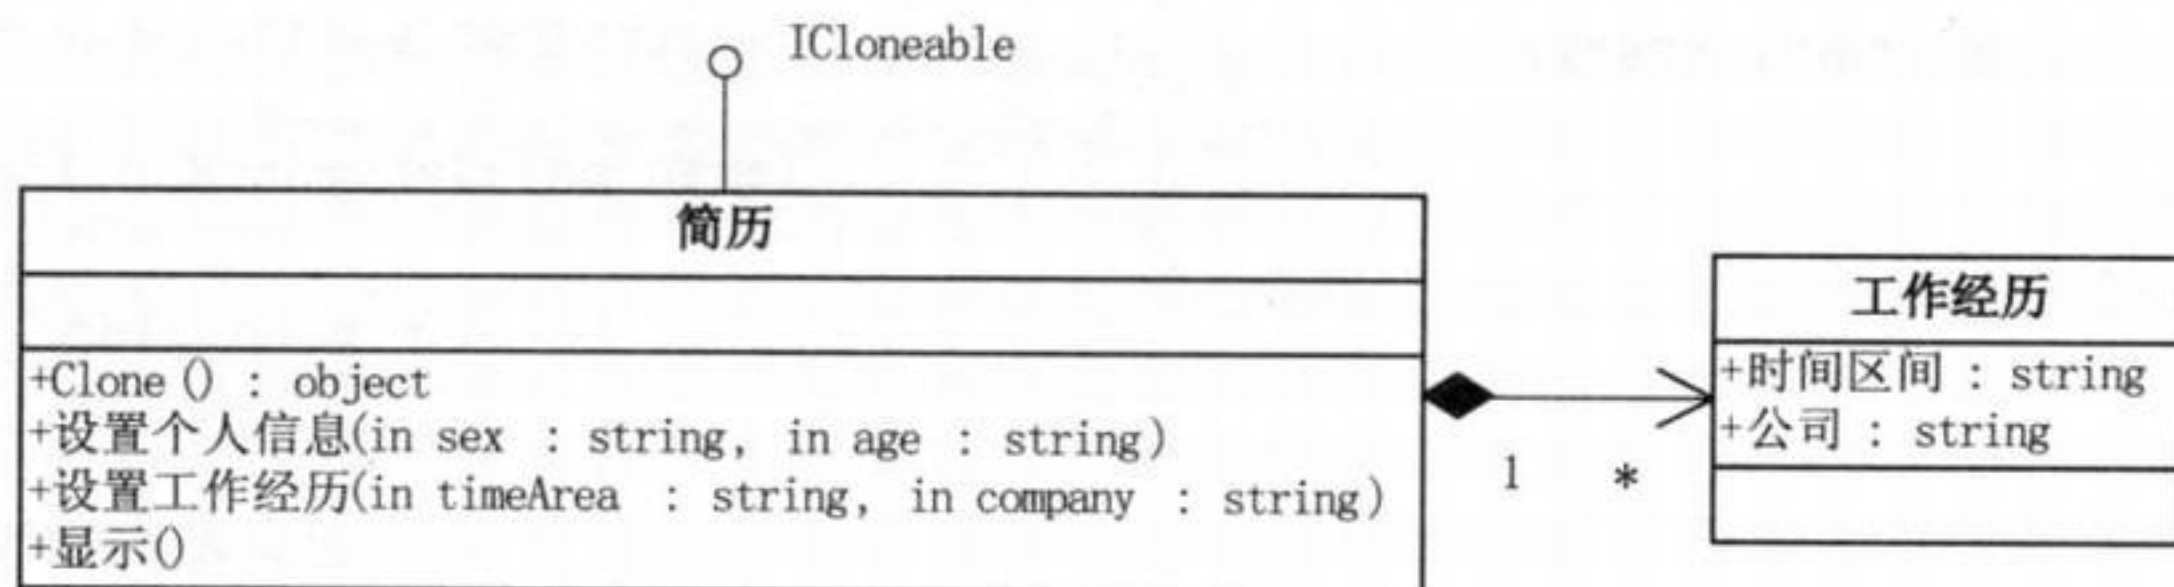 ICloneable
简历
+Clone() : object
+设置个人信息(in sex : string, in age : string)
+设置工作经历(in timeArea : string, in company : string)
+显示()
1 *
工作经历
+时间区间 : string
+公司 : string